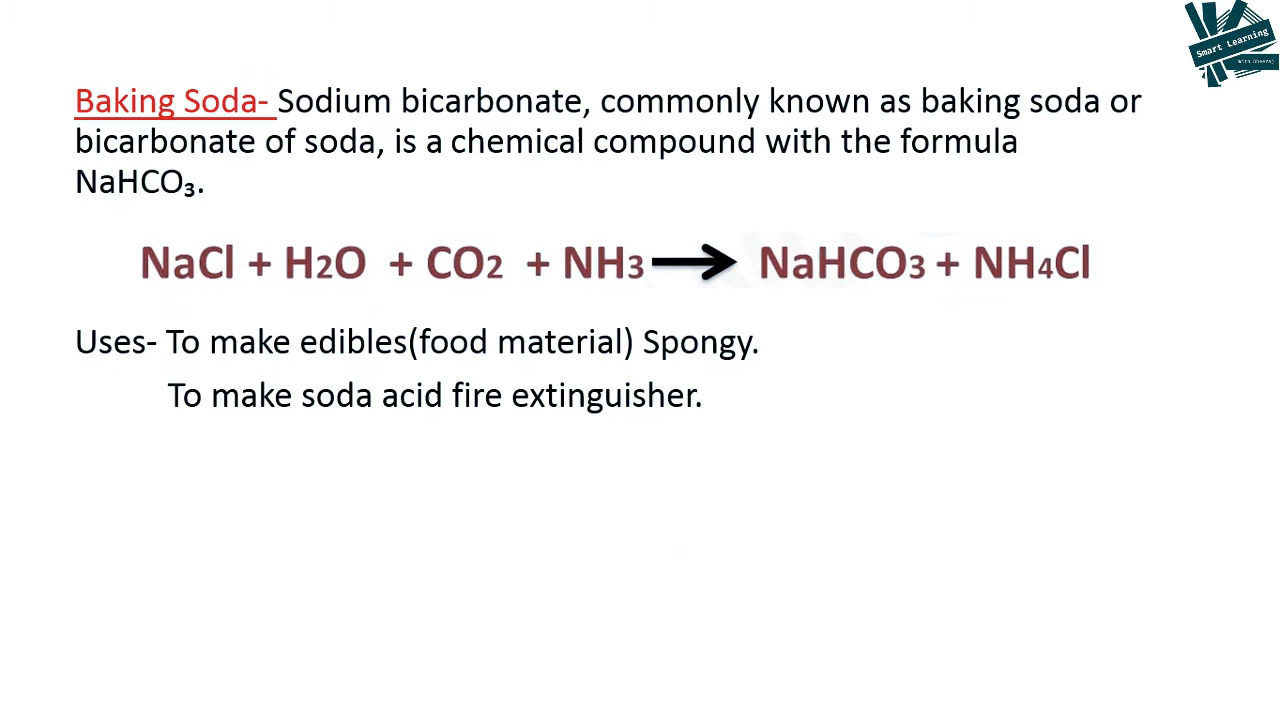 Smart Learning
With Dheeraj
Baking Soda- Sodium bicarbonate, commonly known as baking soda or
bicarbonate of soda, is a chemical compound with the formula
NaHCO₃.
NaCl + H2O + CO2 + NH3 → NaHCO3 + NH4Cl
Uses- To make edibles(food material) Spongy.
To make soda acid fire extinguisher.